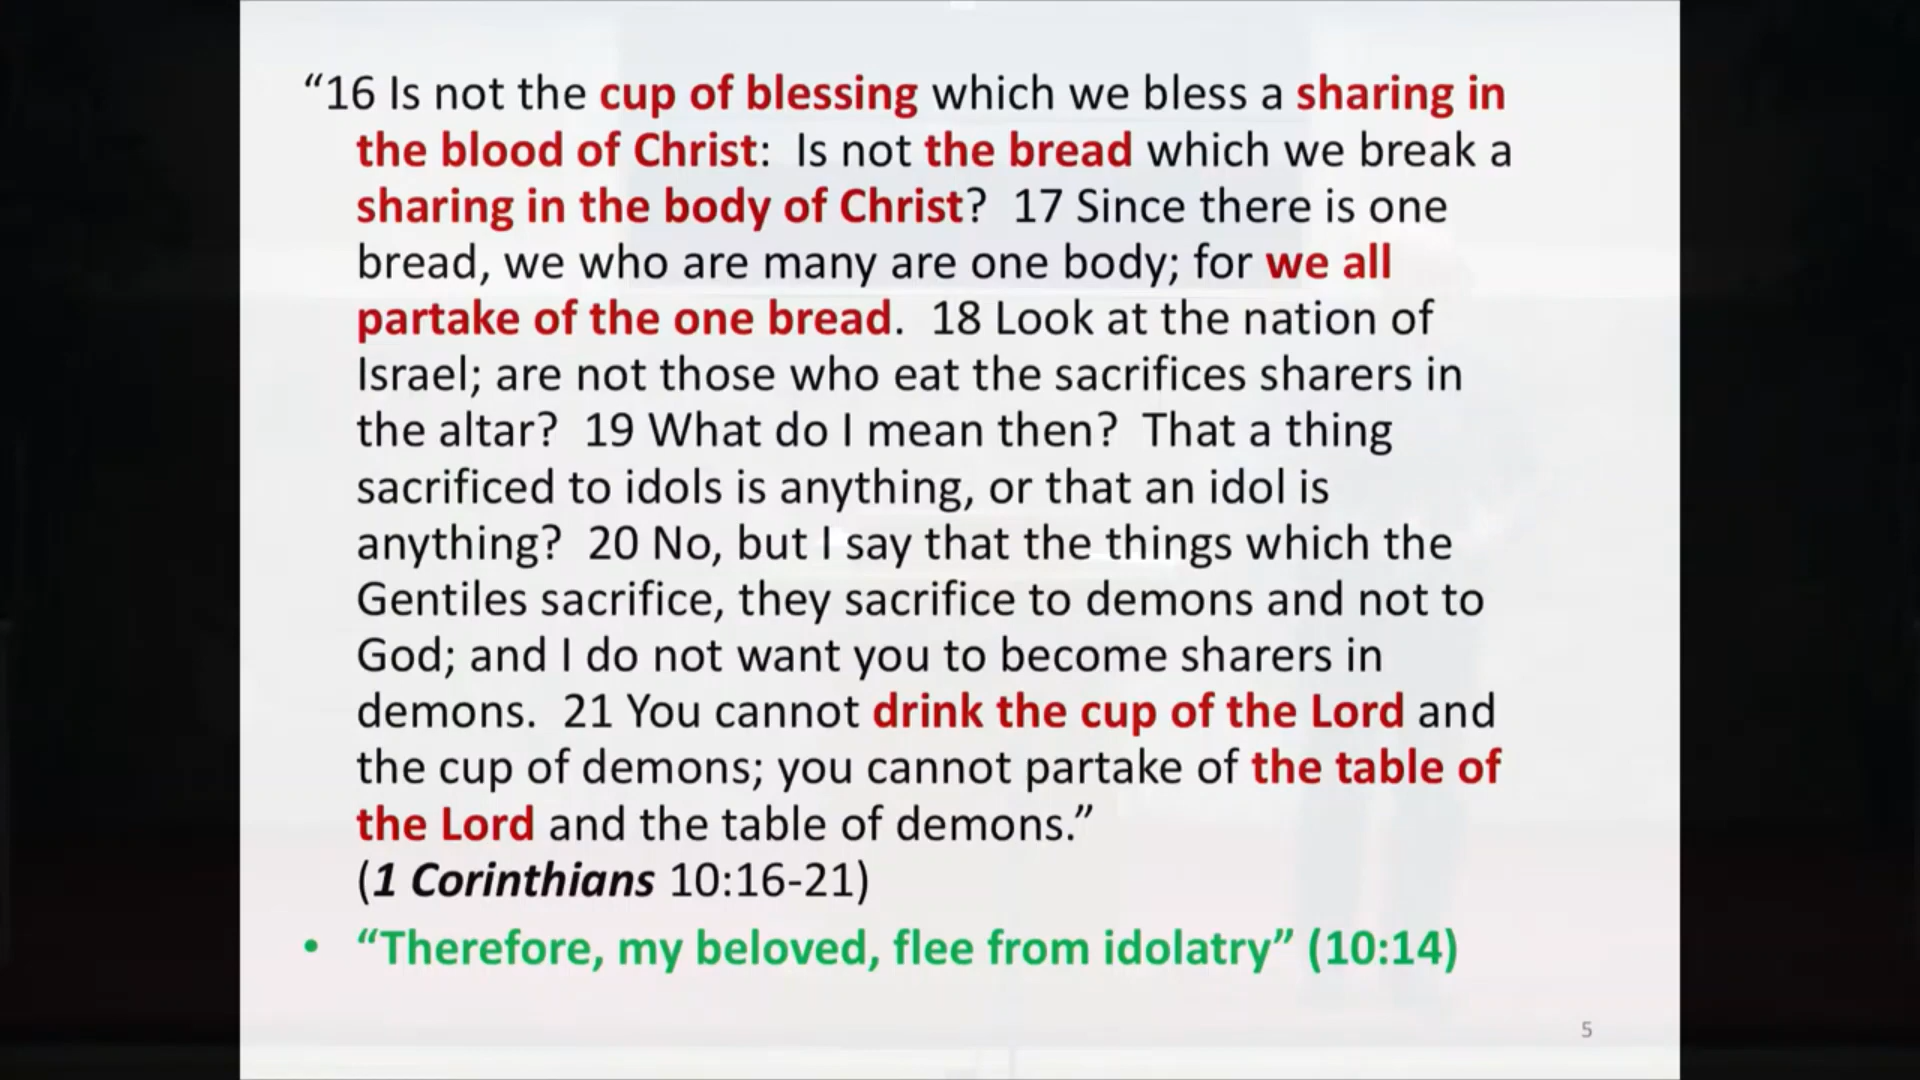 “16 Is not the cup of blessing which we bless a sharing in
the blood of Christ:  Is not the bread which we break a
sharing in the body of Christ?  17 Since there is one
bread, we who are many are one body; for we all
partake of the one bread.  18 Look at the nation of
Israel; are not those who eat the sacrifices sharers in
the altar?  19 What do I mean then?  That a thing
sacrificed to idols is anything, or that an idol is
anything?  20 No, but I say that the things which the
Gentiles sacrifice, they sacrifice to demons and not to
God; and I do not want you to become sharers in
demons.  21 You cannot drink the cup of the Lord and
the cup of demons; you cannot partake of the table of
the Lord and the table of demons.”
(1 Corinthians 10:16-21)
• “Therefore, my beloved, flee from idolatry” (10:14)
5